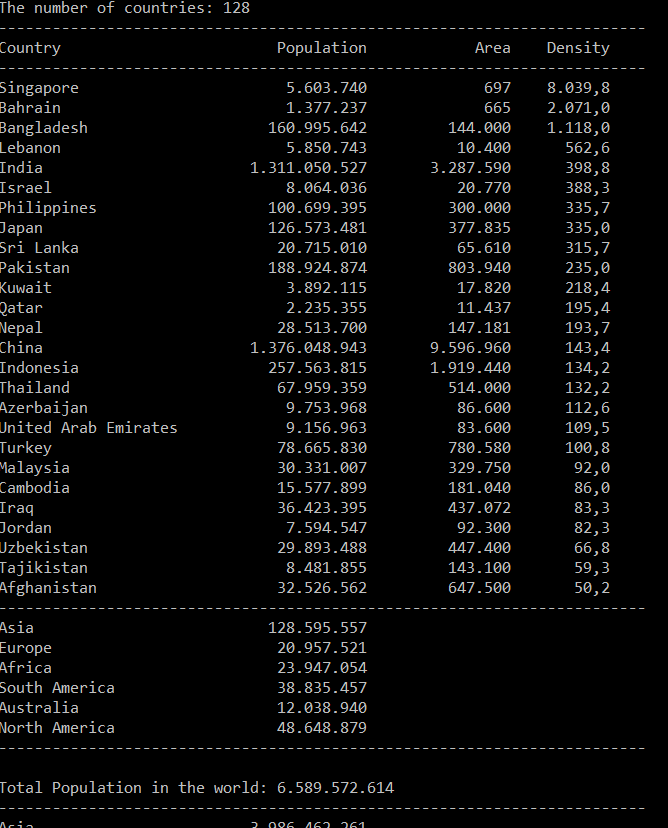 The number of countries: 128
--------------------------------------------------------------------------
Country Population Area Density
--------------------------------------------------------------------------
Singapore 5.603.740 697 8.039,8
Bahrain 1.377.237 665 2.071,0
Bangladesh 160.995.642 144.000 1.118,0
Lebanon 5.850.743 10.400 562,6
India 1.311.050.527 3.287.590 398,8
Israel 8.064.036 20.770 388,3
Philippines 100.699.395 300.000 335,7
Japan 126.573.481 377.835 335,0
Sri Lanka 20.715.010 65.610 315,7
Pakistan 188.924.874 803.940 235,0
Kuwait 3.892.115 17.820 218,4
Qatar 2.235.355 11.437 195,4
Nepal 28.513.700 147.181 193,7
China 1.376.048.943 9.596.960 143,4
Indonesia 257.563.815 1.919.440 134,2
Thailand 67.959.359 514.000 132,2
Azerbaijan 9.753.968 86.600 112,6
United Arab Emirates 9.156.963 83.600 109,5
Turkey 78.665.830 780.580 100,8
Malaysia 30.331.007 329.750 92,0
Cambodia 15.577.899 181.040 86,0
Iraq 36.423.395 437.072 83,3
Jordan 7.594.547 92.300 82,3
Uzbekistan 29.893.488 447.400 66,8
Tajikistan 8.481.855 143.100 59,3
Afghanistan 32.526.562 647.500 50,2
--------------------------------------------------------------------------
Asia 128.595.557
Europe 20.957.521
Africa 23.947.054
South America 38.835.457
Australia 12.038.940
North America 48.648.879
--------------------------------------------------------------------------
Total Population in the world: 6.589.572.614
--------------------------------------------------------------------------
Asia 3.986.462.261